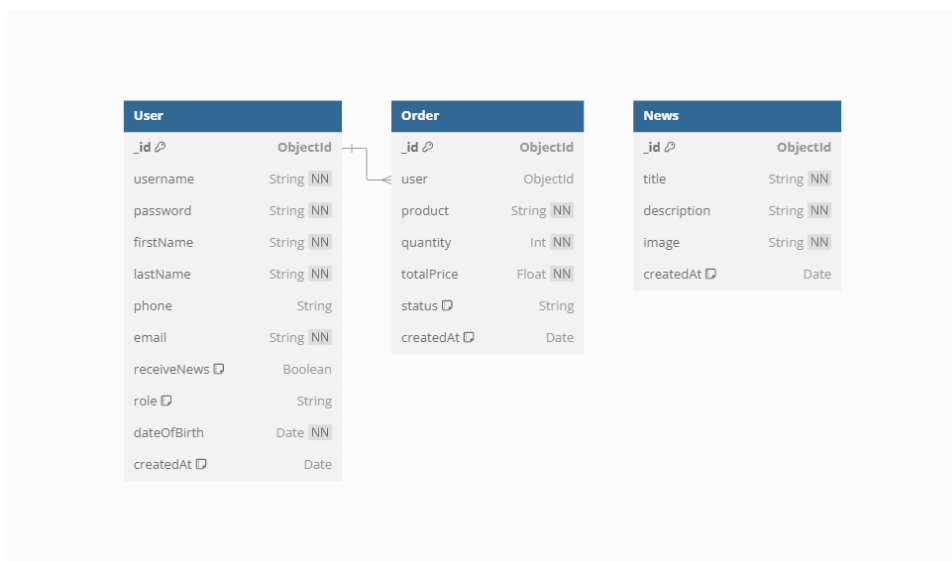 User
_id ObjectId
username String NN
password String NN
firstName String NN
lastName String NN
phone String
email String NN
receiveNews Boolean
role String
dateOfBirth Date NN
createdAt Date
Order
_id ObjectId
user ObjectId
product String NN
quantity Int NN
totalPrice Float NN
status String
createdAt Date
News
_id ObjectId
title String NN
description String NN
image String NN
createdAt Date